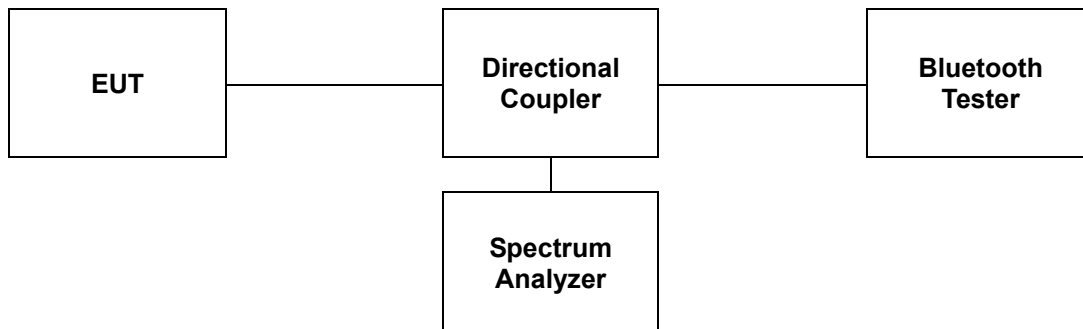 EUT
Directional
Coupler
Bluetooth
Tester
Spectrum
Analyzer